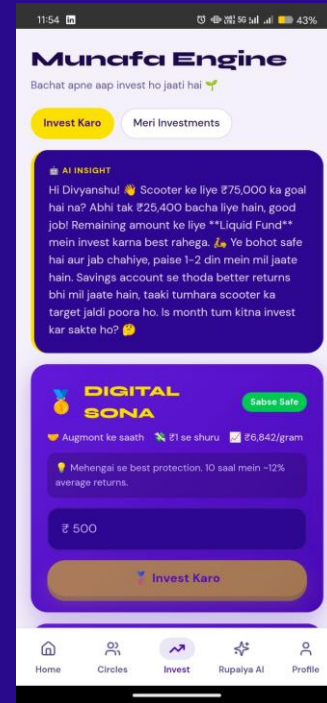 11:54 in 5G 43%
Munafa Engine
Bachat apne aap invest ho jaati hai 🌱
Invest Karo Meri Investments
🤖 AI INSIGHT
Hi Divyanshu! 👋 Scooter ke liye ₹75,000 ka goal
hai na? Abhi tak ₹25,400 bacha liye hain, good
job! Remaining amount ke liye **Liquid Fund**
mein invest karna best rahega. 🛵 Ye bohot safe
hai aur jab chahiye, paise 1-2 din mein mil jaate
hain. Savings account se thoda better returns
bhi mil jaate hain, taaki tumhara scooter ka
target jaldi poora ho. Is month tum kitna invest
kar sakte ho? 🤔
🏅 DIGITAL
SONA
Sabse Safe
🤝 Augmont ke saath 💸 ₹1 se shuru 📈 ₹6,842/gram
💡 Mehengai se best protection. 10 saal mein ~12%
average returns.
₹ 500
🏅 Invest Karo
Home Circles Invest Rupaiya AI Profile